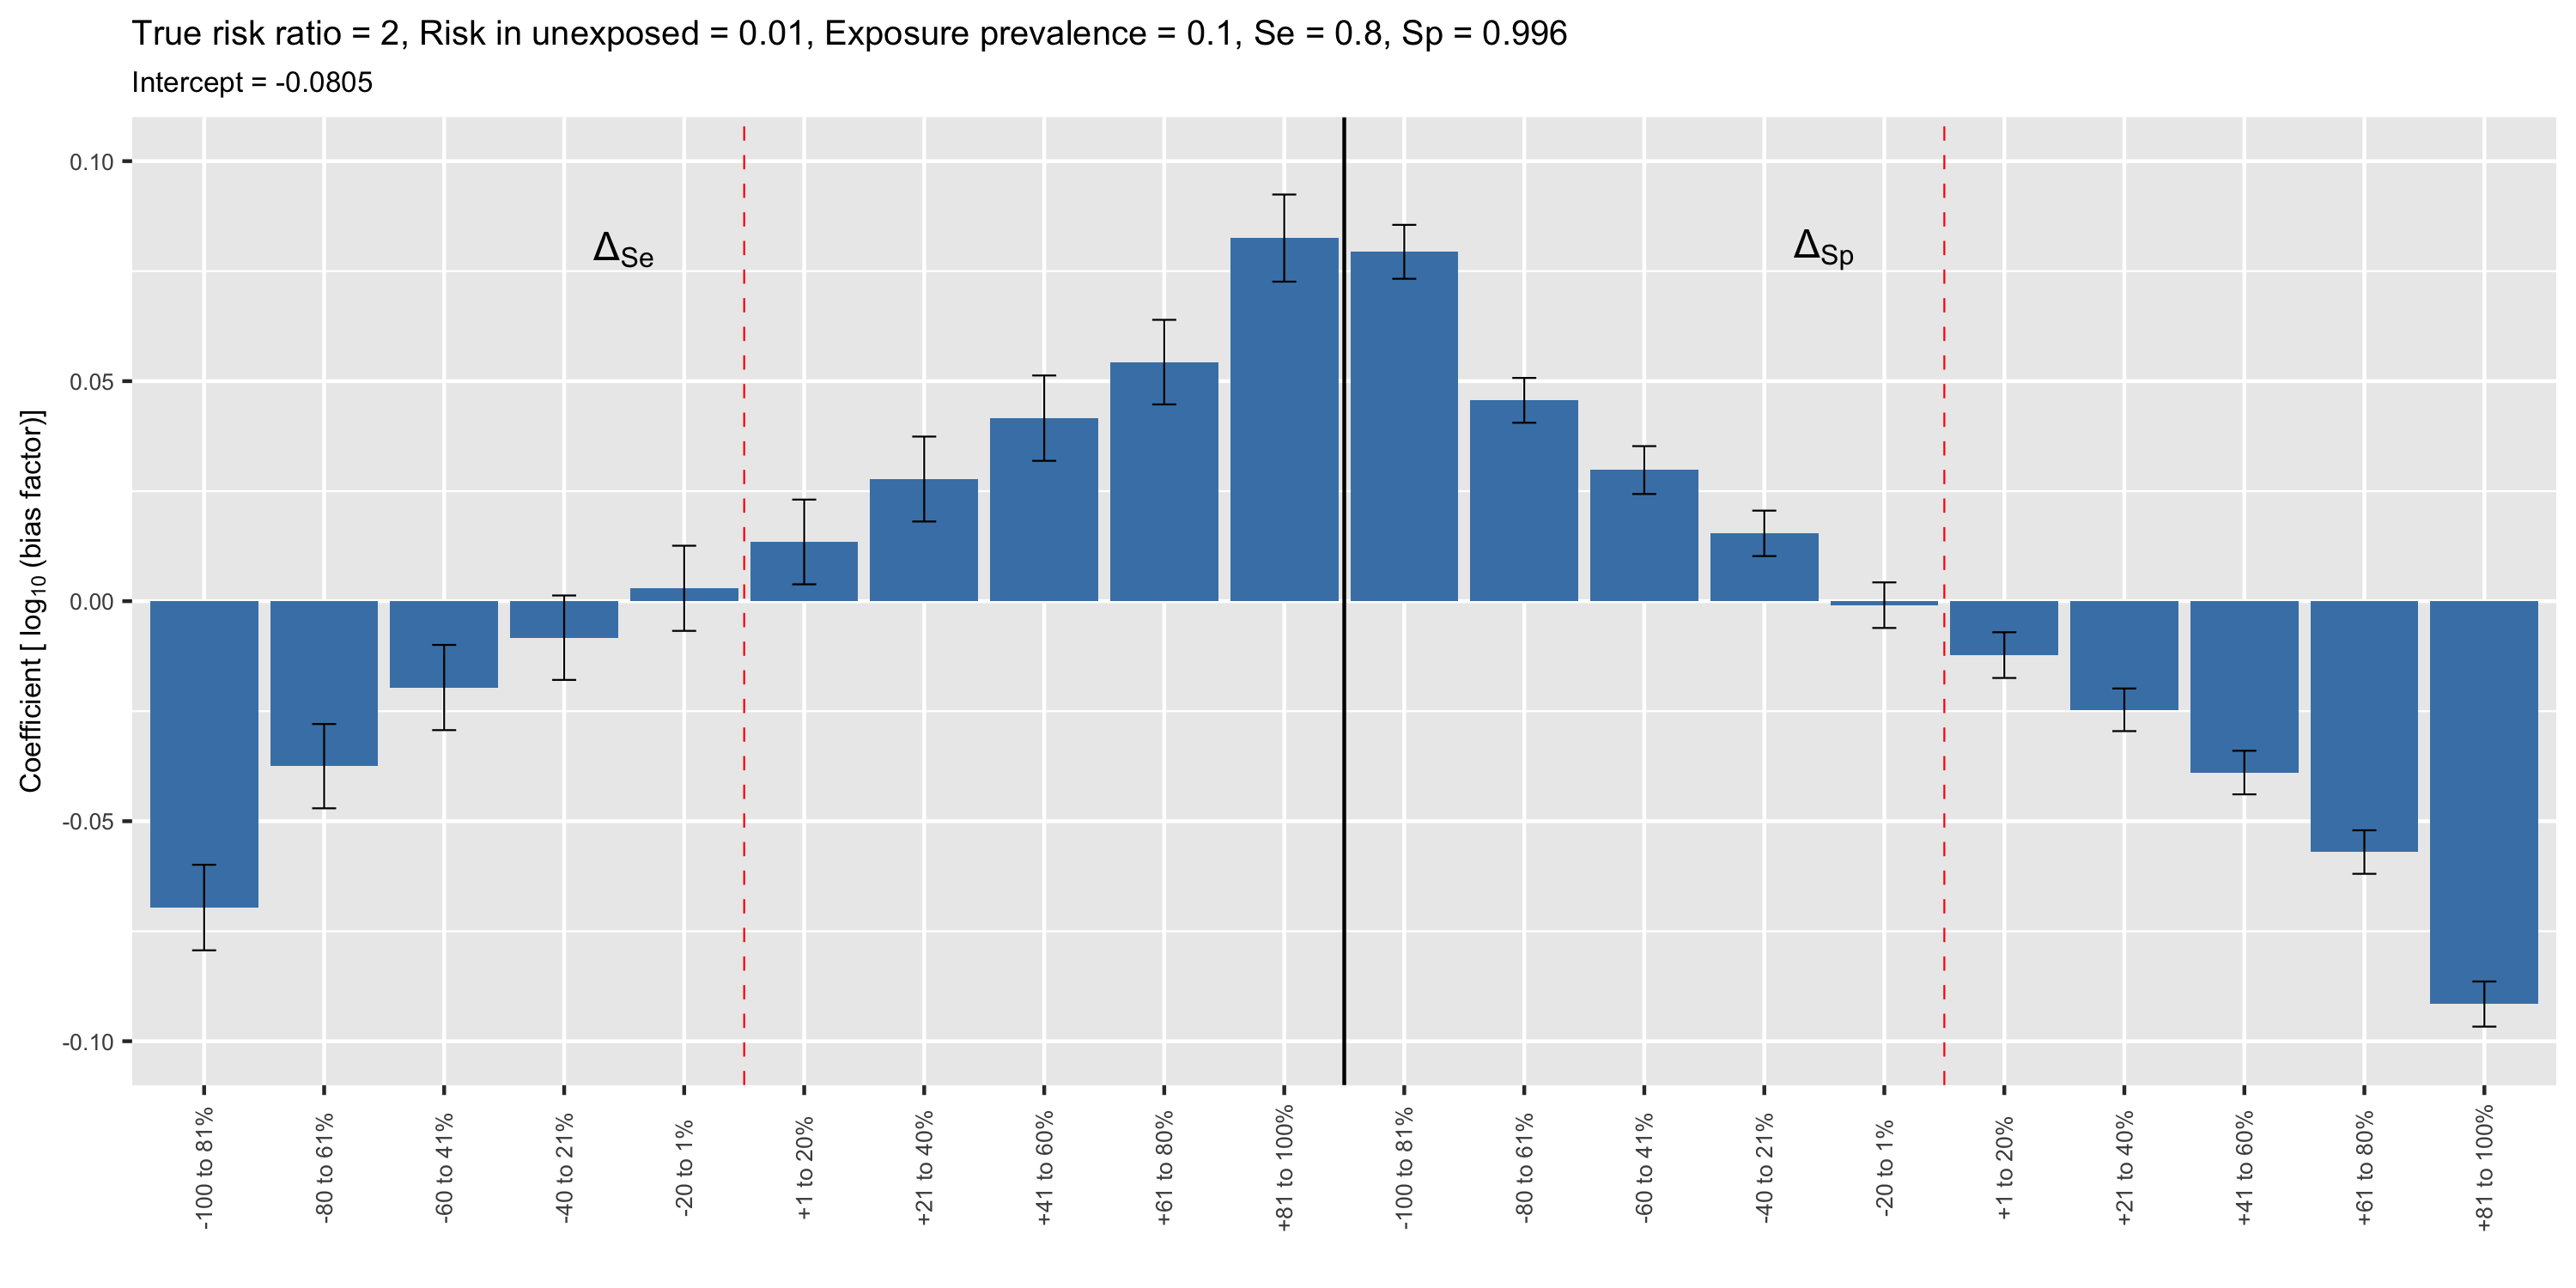 True risk ratio = 2, Risk in unexposed = 0.01, Exposure prevalence = 0.1, Se = 0.8, Sp = 0.996
Intercept = -0.0805
Coefficient [ log10 (bias factor)]
0.10
0.05
0.00
-0.05
-0.10
ΔSe
ΔSp
-100 to 81%
-80 to 61%
-60 to 41%
-40 to 21%
-20 to 1%
+1 to 20%
+21 to 40%
+41 to 60%
+61 to 80%
+81 to 100%
-100 to 81%
-80 to 61%
-60 to 41%
-40 to 21%
-20 to 1%
+1 to 20%
+21 to 40%
+41 to 60%
+61 to 80%
+81 to 100%